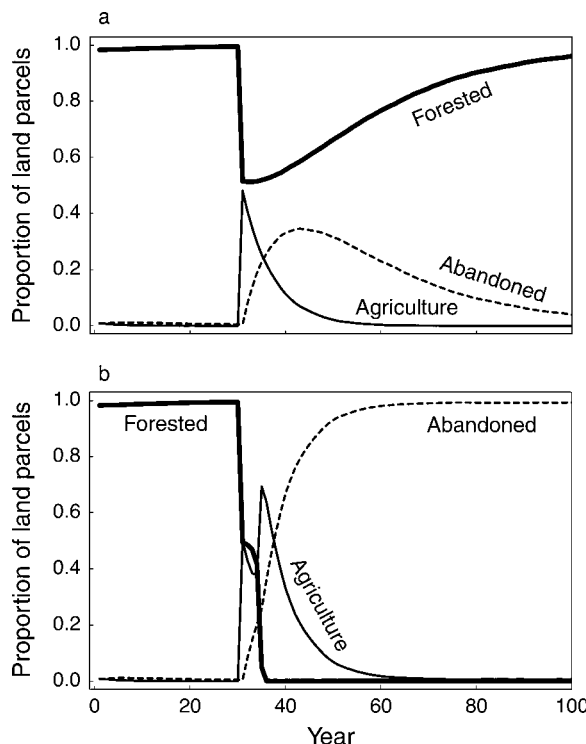 a
1.0
0.8
0.6
0.4
0.2
0.0
Proportion of land parcels
Forested
Abandoned
Agriculture
b
1.0
0.8
0.6
0.4
0.2
0.0
Proportion of land parcels
Forested
Abandoned
Agriculture
0 20 40 60 80 100
Year